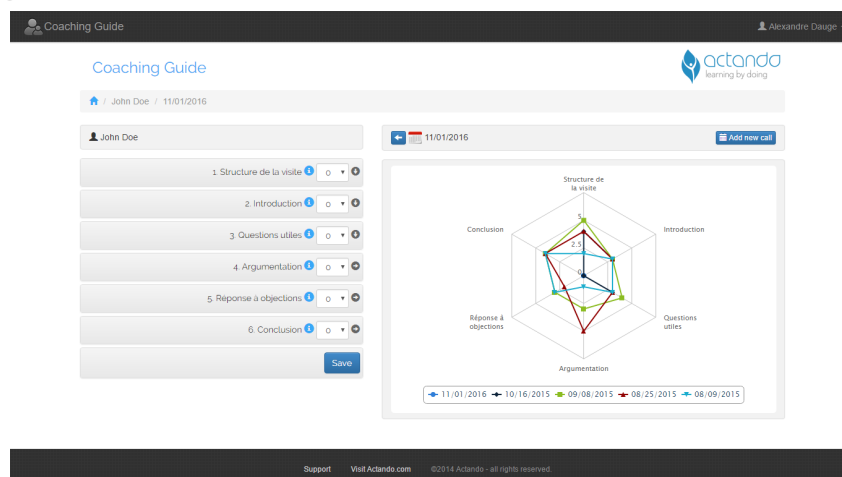 Coaching Guide
Alexandre Dauge
Coaching Guide
actando
learning by doing
/ John Doe / 11/01/2016
John Doe
11/01/2016
Add new call
1. Structure de la visite 0
2. Introduction 0
3. Questions utiles 0
4. Argumentation 0
5. Réponse à objections 0
6. Conclusion 0
Save
Structure de
la visite
Conclusion
Introduction
5
2.5
0
Réponse à
objections
Questions
utiles
Argumentation
11/01/2016 10/16/2015 09/08/2015 08/25/2015 08/09/2015
Support Visit Actando.com ©2014 Actando - all rights reserved.